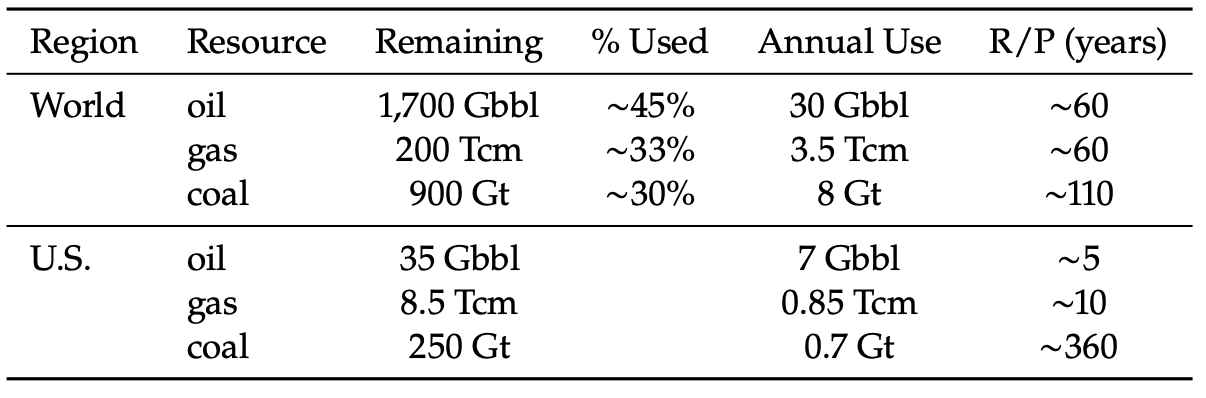 Region Resource Remaining % Used Annual Use R/P (years)
World oil 1,700 Gbbl ~45% 30 Gbbl ~60
gas 200 Tcm ~33% 3.5 Tcm ~60
coal 900 Gt ~30% 8 Gt ~110
U.S. oil 35 Gbbl 7 Gbbl ~5
gas 8.5 Tcm 0.85 Tcm ~10
coal 250 Gt 0.7 Gt ~360